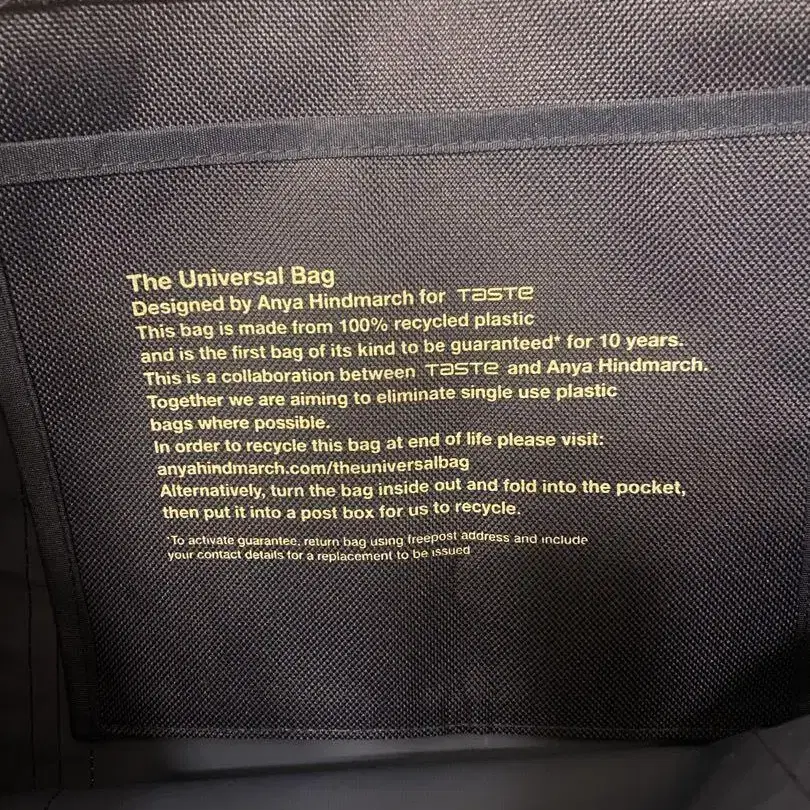 The Universal Bag
Designed by Anya Hindmarch for TASTe
This bag is made from 100% recycled plastic
and is the first bag of its kind to be guaranteed* for 10 years.
This is a collaboration between TASTe and Anya Hindmarch.
Together we are aiming to eliminate single use plastic
bags where possible.
In order to recycle this bag at end of life please visit:
anyahindmarch.com/theuniversalbag
Alternatively, turn the bag inside out and fold into the pocket,
then put it into a post box for us to recycle.
*To activate guarantee, return bag using freepost address and include
your contact details for a replacement to be issued